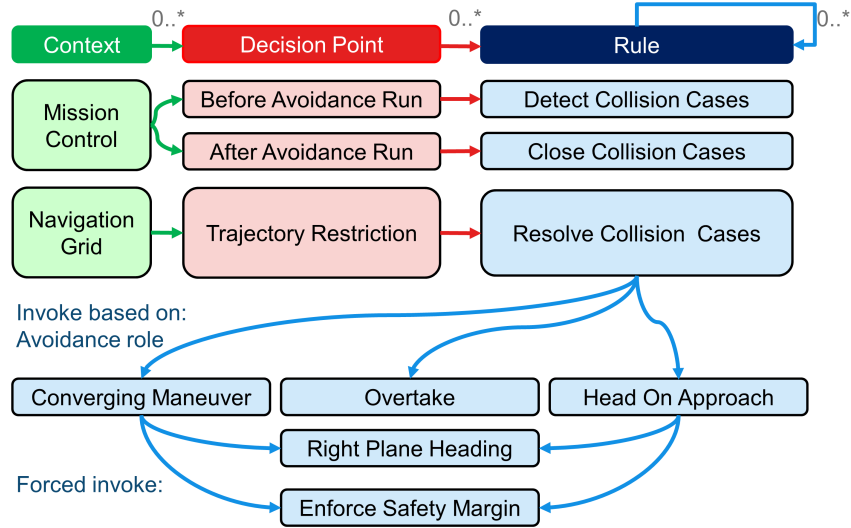 0..*
0..*
0..*
Context
Decision Point
Rule
Mission
Control
Before Avoidance Run
Detect Collision Cases
After Avoidance Run
Close Collision Cases
Navigation
Grid
Trajectory Restriction
Resolve Collision  Cases
Invoke based on:
Avoidance role
Converging Maneuver
Overtake
Head On Approach
Right Plane Heading
Forced invoke:
Enforce Safety Margin